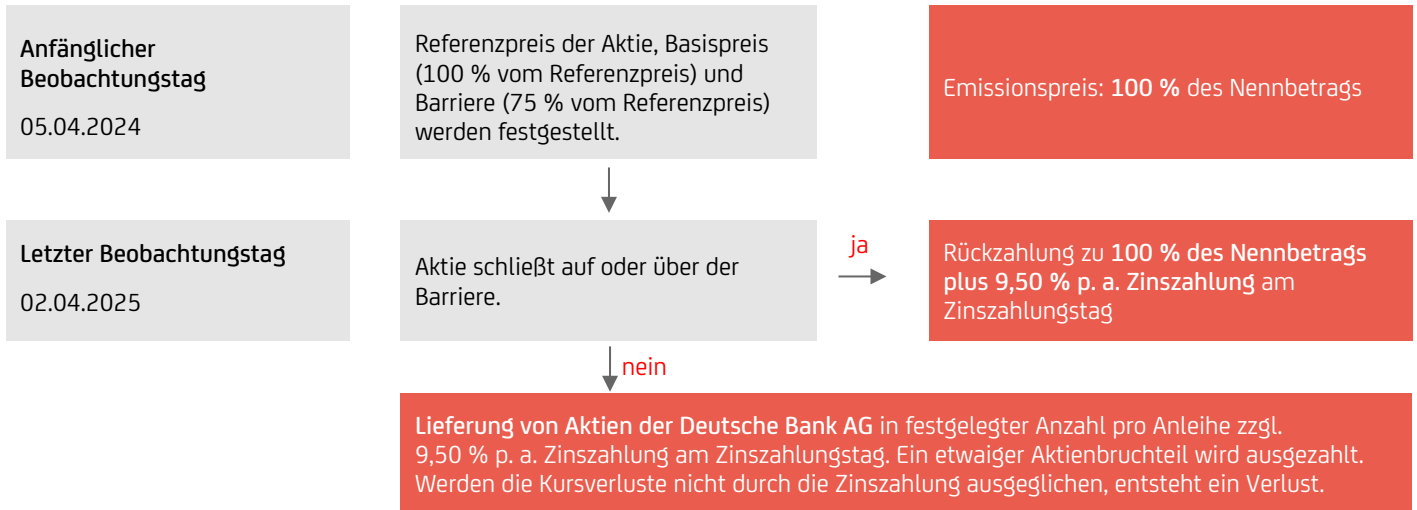 Anfänglicher
Beobachtungstag
05.04.2024
Referenzpreis der Aktie, Basispreis
(100 % vom Referenzpreis) und
Barriere (75 % vom Referenzpreis)
werden festgestellt.
Emissionspreis: 100 % des Nennbetrags
Letzter Beobachtungstag
02.04.2025
Aktie schließt auf oder über der
Barriere.
ja
Rückzahlung zu 100 % des Nennbetrags
plus 9,50 % p. a. Zinszahlung am
Zinszahlungstag
nein
Lieferung von Aktien der Deutsche Bank AG in festgelegter Anzahl pro Anleihe zzgl.
9,50 % p. a. Zinszahlung am Zinszahlungstag. Ein etwaiger Aktienbruchteil wird ausgezahlt.
Werden die Kursverluste nicht durch die Zinszahlung ausgeglichen, entsteht ein Verlust.